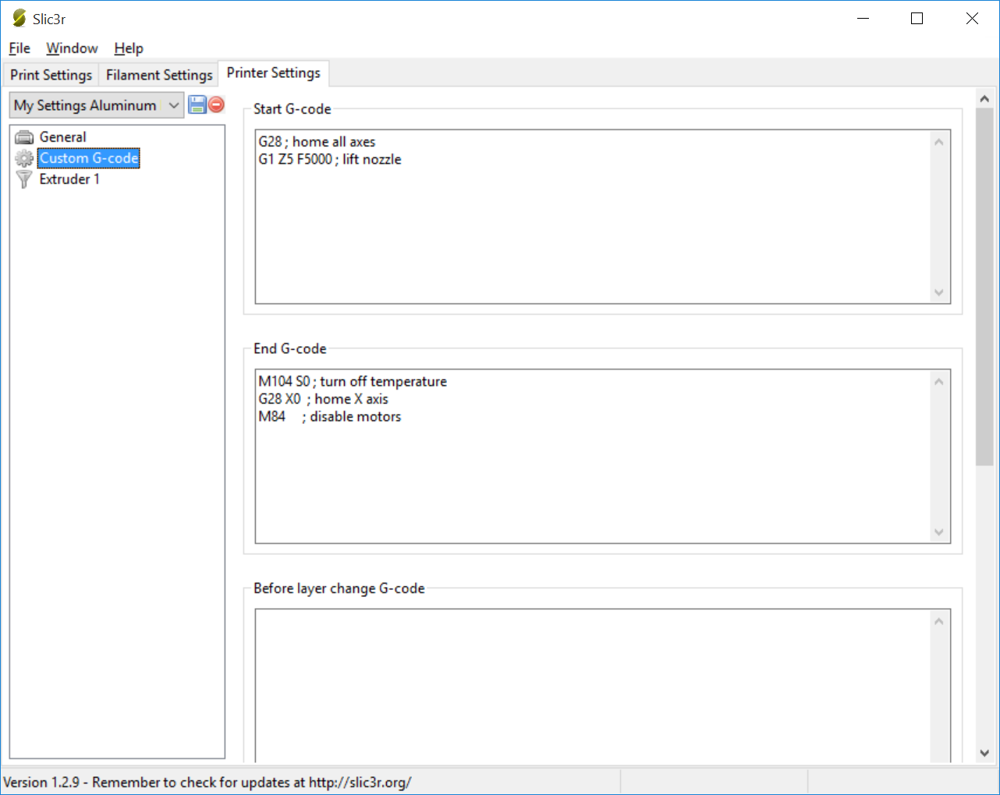 Slic3r
File Window Help
Print Settings Filament Settings Printer Settings
My Settings Aluminum
General
Custom G-code
Extruder 1
Start G-code
G28 ; home all axes
G1 Z5 F5000 ; lift nozzle
End G-code
M104 S0 ; turn off temperature
G28 X0  ; home X axis
M84     ; disable motors
Before layer change G-code
Version 1.2.9 - Remember to check for updates at http://slic3r.org/